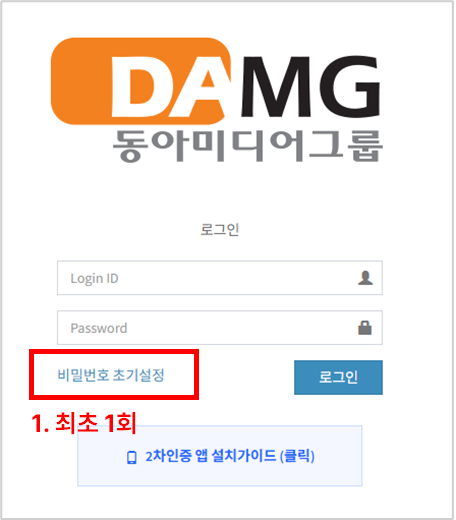 DAMG
동아미디어그룹
로그인
Login ID
Password
비밀번호 초기설정
로그인
1. 최초 1회
2차인증 앱 설치가이드 (클릭)